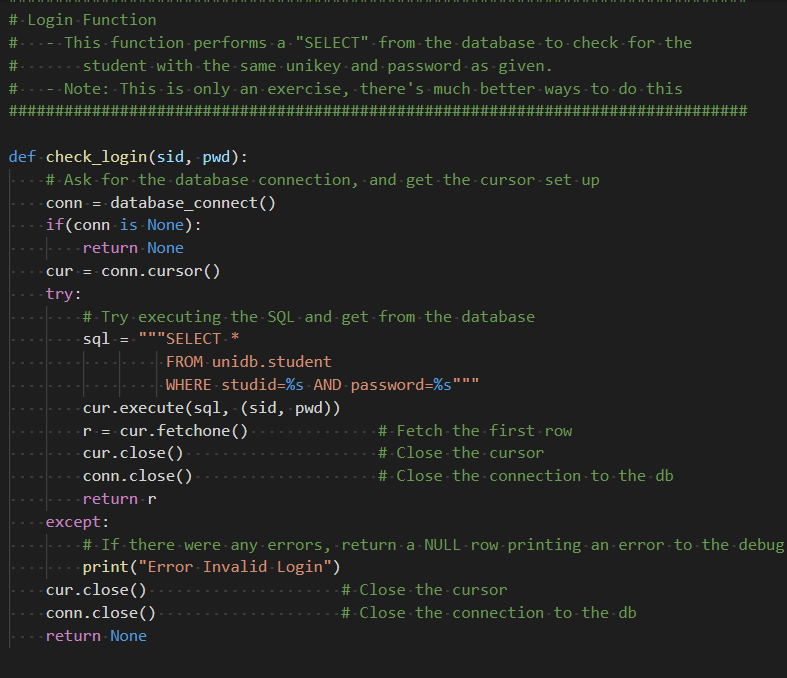 ################################################################################
# Login Function
#   - This function performs a "SELECT" from the database to check for the
#       student with the same unikey and password as given.
#   - Note: This is only an exercise, there's much better ways to do this
################################################################################
def check_login(sid, pwd):
    # Ask for the database connection, and get the cursor set up
    conn = database_connect()
    if(conn is None):
        return None
    cur = conn.cursor()
    try:
        # Try executing the SQL and get from the database
        sql = """SELECT *
                 FROM unidb.student
                 WHERE studid=%s AND password=%s"""
        cur.execute(sql, (sid, pwd))
        r = cur.fetchone()              # Fetch the first row
        cur.close()                     # Close the cursor
        conn.close()                    # Close the connection to the db
        return r
    except:
        # If there were any errors, return a NULL row printing an error to the debug
        print("Error Invalid Login")
    cur.close()                     # Close the cursor
    conn.close()                    # Close the connection to the db
    return None